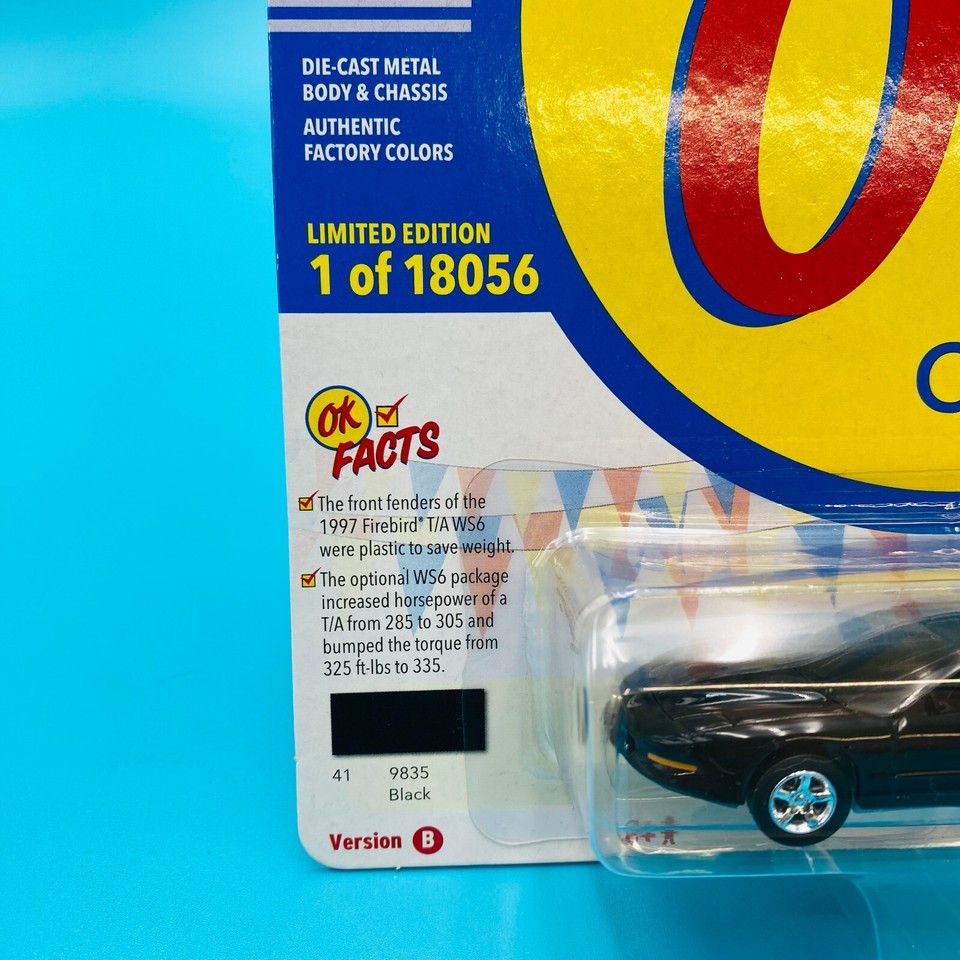 DIE-CAST METAL
BODY & CHASSIS
AUTHENTIC
FACTORY COLORS
LIMITED EDITION
1 of 18056
OK
FACTS
The front fenders of the
1997 Firebird® T/A WS6
were plastic to save weight.
The optional WS6 package
increased horsepower of a
T/A from 285 to 305 and
bumped the torque from
325 ft-lbs to 335.
41 9835
Black
Version B